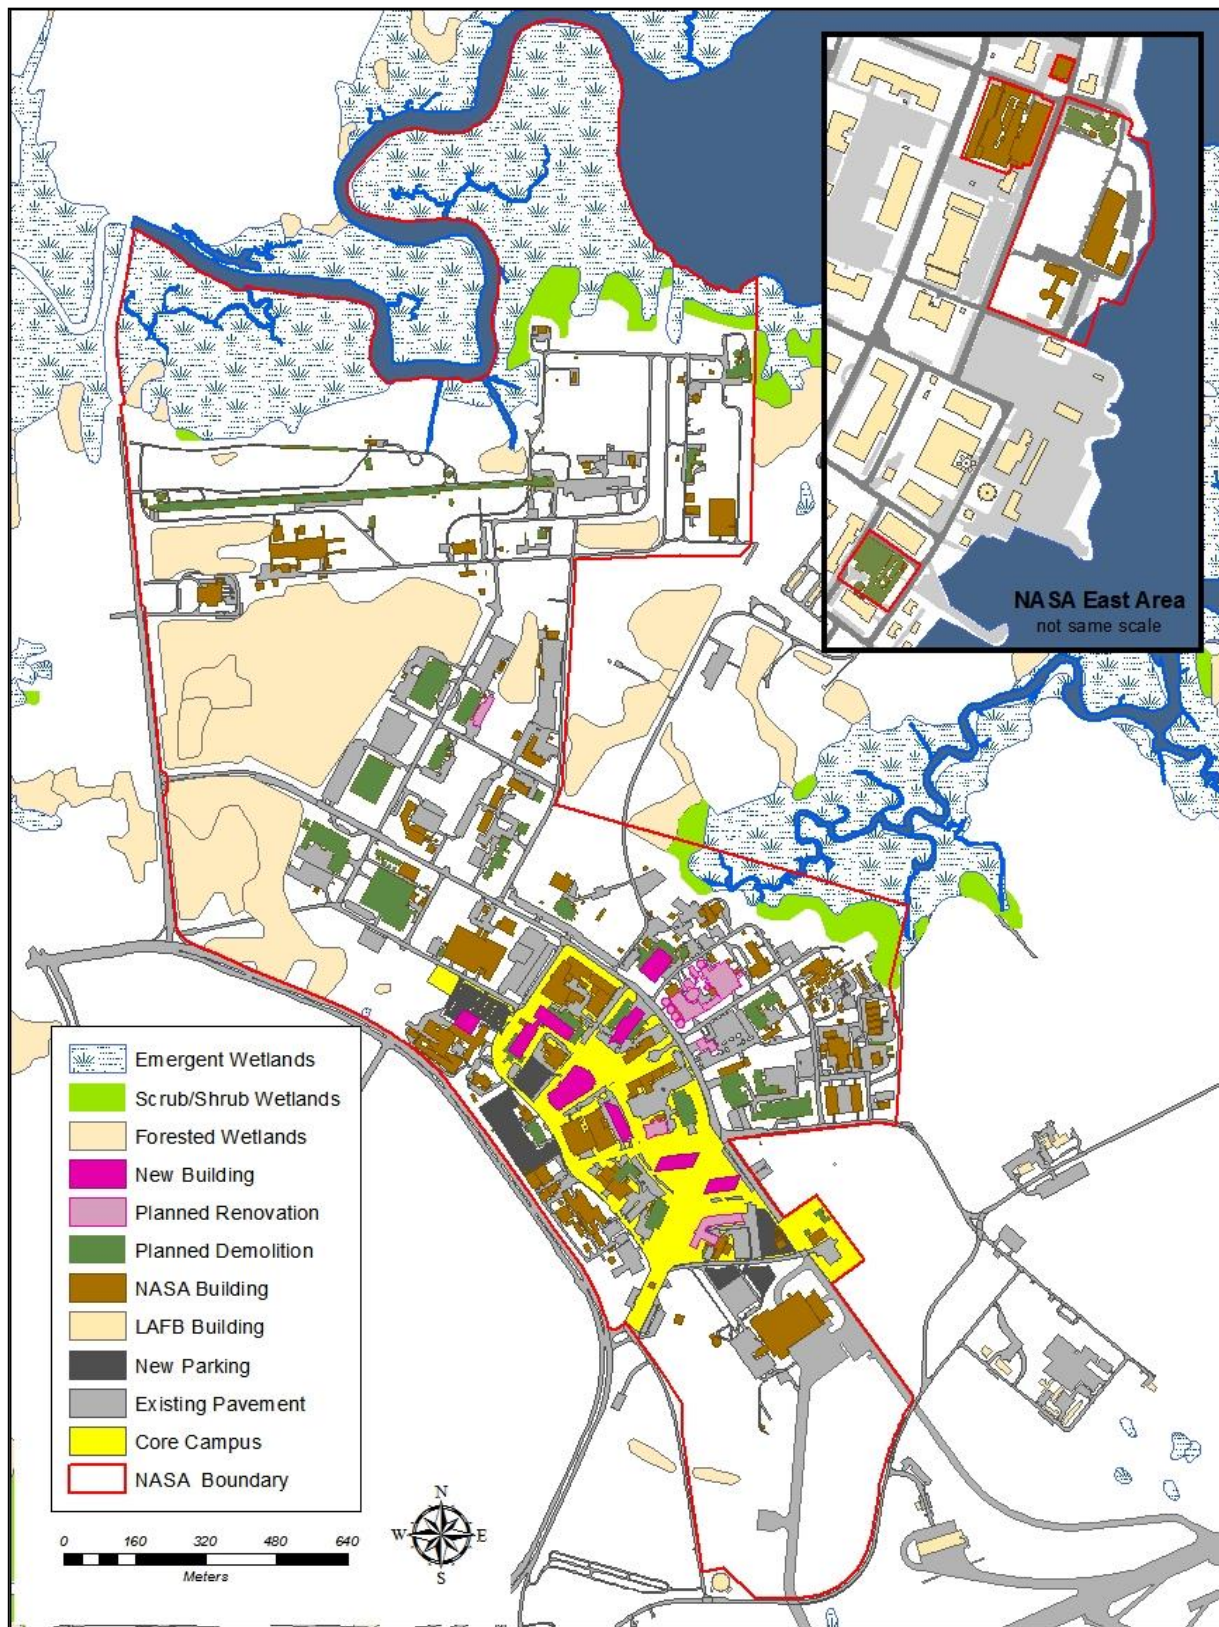 NASA East Area
not same scale
Emergent Wetlands
Scrub/Shrub Wetlands
Forested Wetlands
New Building
Planned Renovation
Planned Demolition
NASA Building
LAFB Building
New Parking
Existing Pavement
Core Campus
NASA Boundary
0 160 320 480 640
Meters
N
W E
S